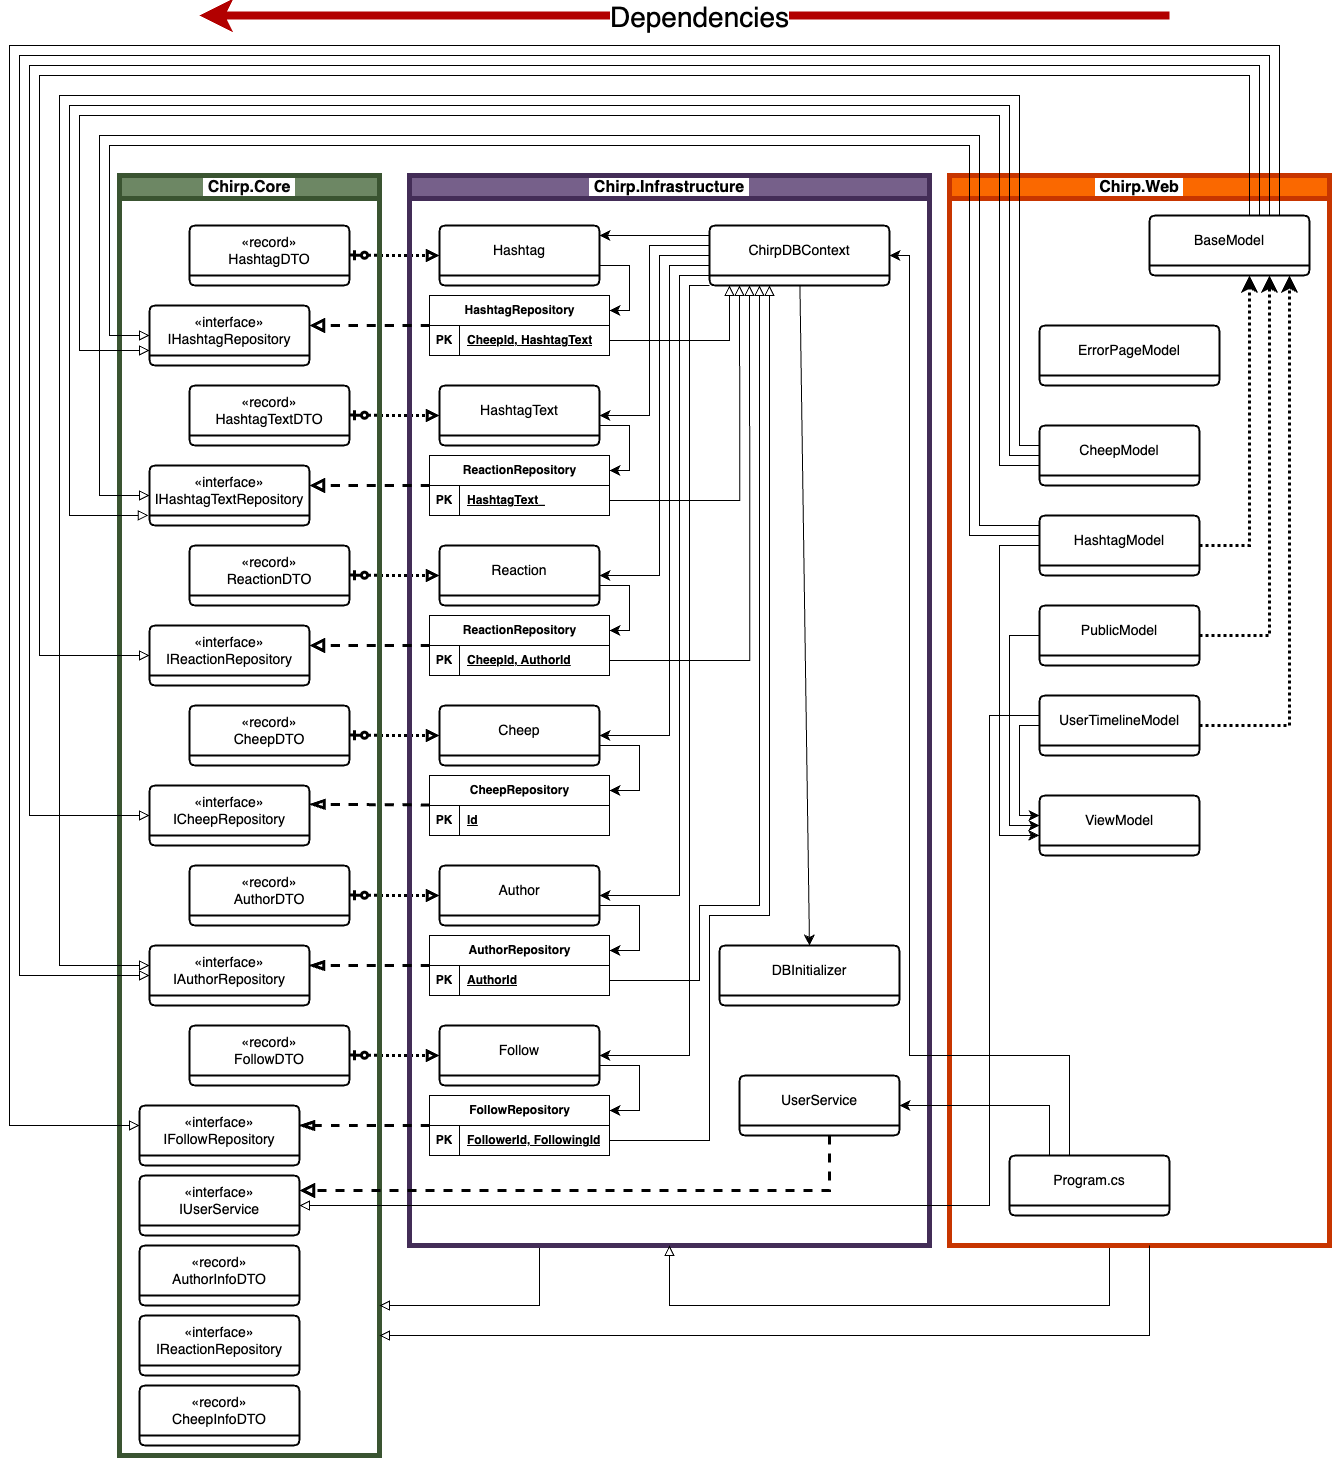 Dependencies
Chirp.Core
«record»
HashtagDTO
«interface»
IHashtagRepository
«record»
HashtagTextDTO
«interface»
IHashtagTextRepository
«record»
ReactionDTO
«interface»
IReactionRepository
«record»
CheepDTO
«interface»
ICheepRepository
«record»
AuthorDTO
«interface»
IAuthorRepository
«record»
FollowDTO
«interface»
IFollowRepository
«interface»
IUserService
«record»
AuthorInfoDTO
«interface»
IReactionRepository
«record»
CheepInfoDTO
Chirp.Infrastructure
Hashtag
HashtagRepository
PK CheepId, HashtagText
HashtagText
ReactionRepository
PK HashtagText
Reaction
ReactionRepository
PK CheepId, AuthorId
Cheep
CheepRepository
PK Id
Author
AuthorRepository
PK AuthorId
Follow
FollowRepository
PK FollowerId, FollowingId
ChirpDBContext
DBInitializer
UserService
Chirp.Web
BaseModel
ErrorPageModel
CheepModel
HashtagModel
PublicModel
UserTimelineModel
ViewModel
Program.cs